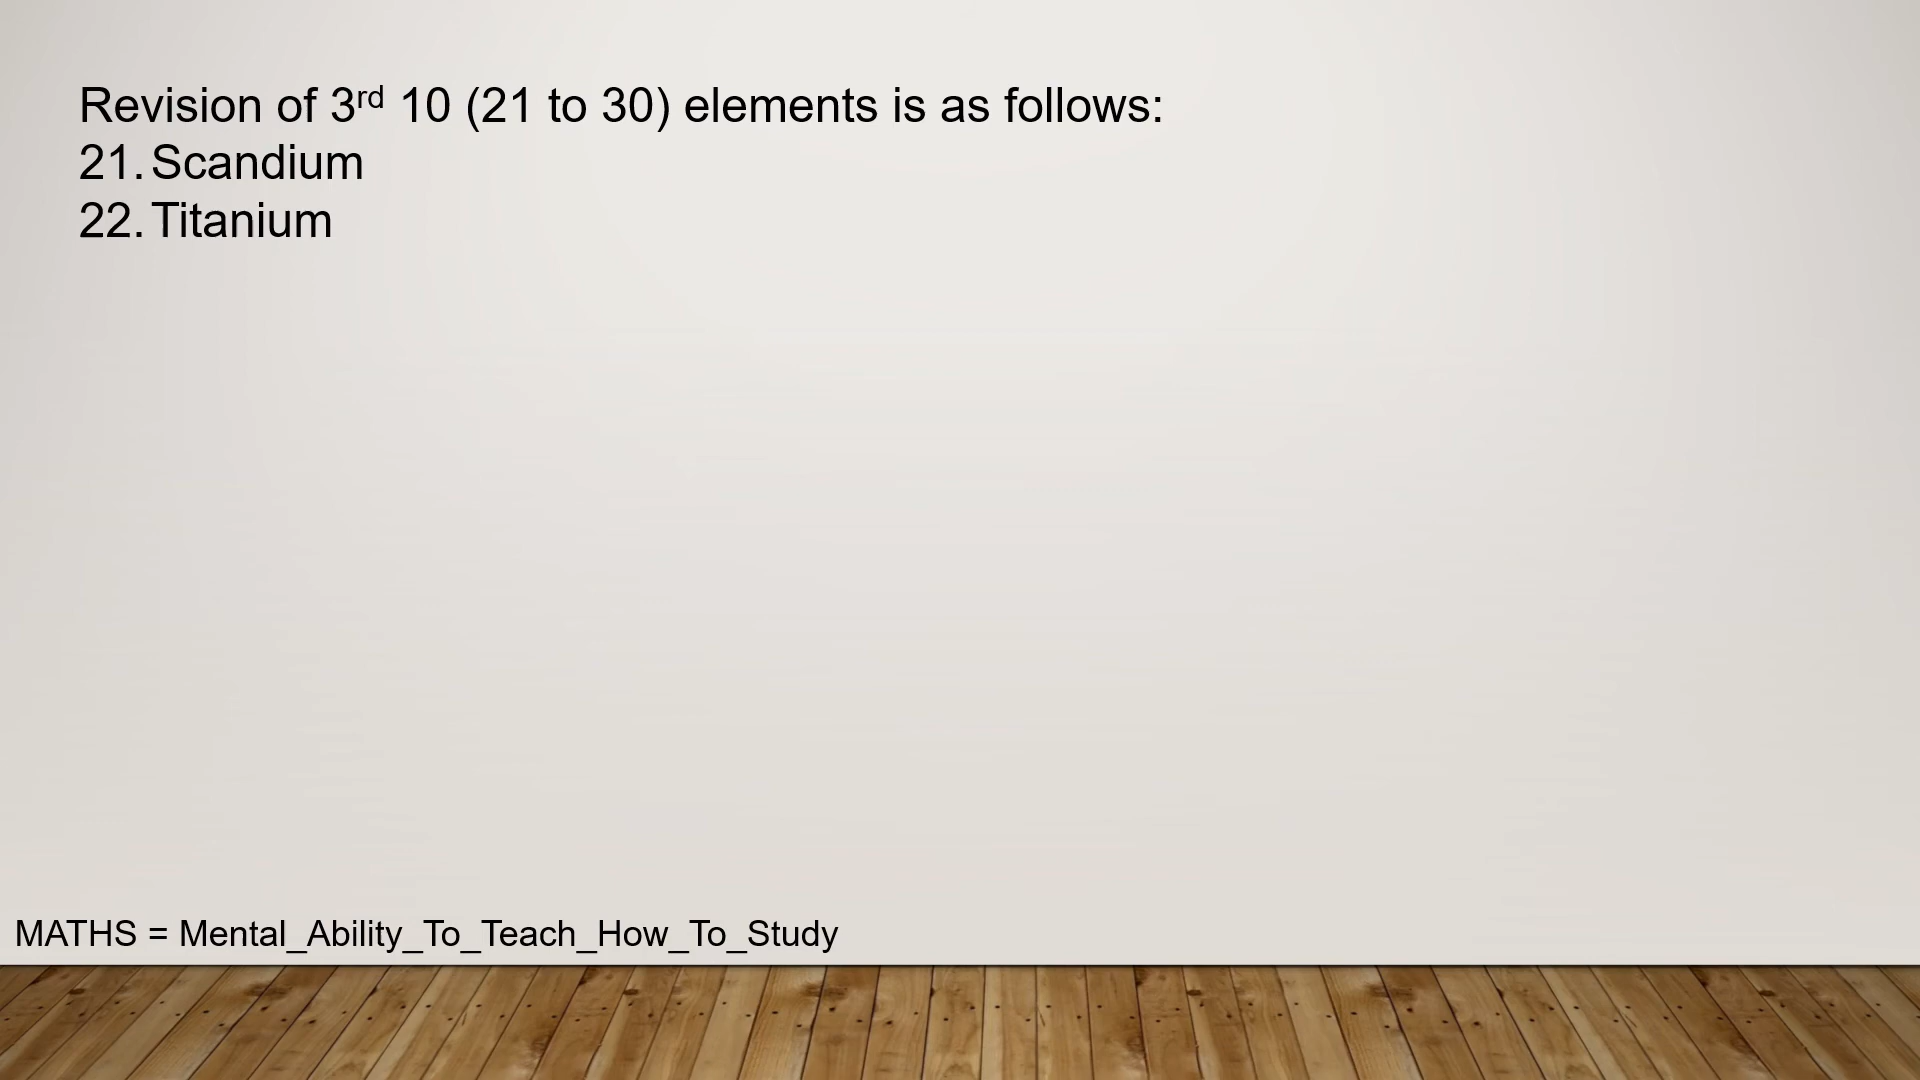 Revision of 3rd 10 (21 to 30) elements is as follows:
21. Scandium
22. Titanium
MATHS = Mental_Ability_To_Teach_How_To_Study